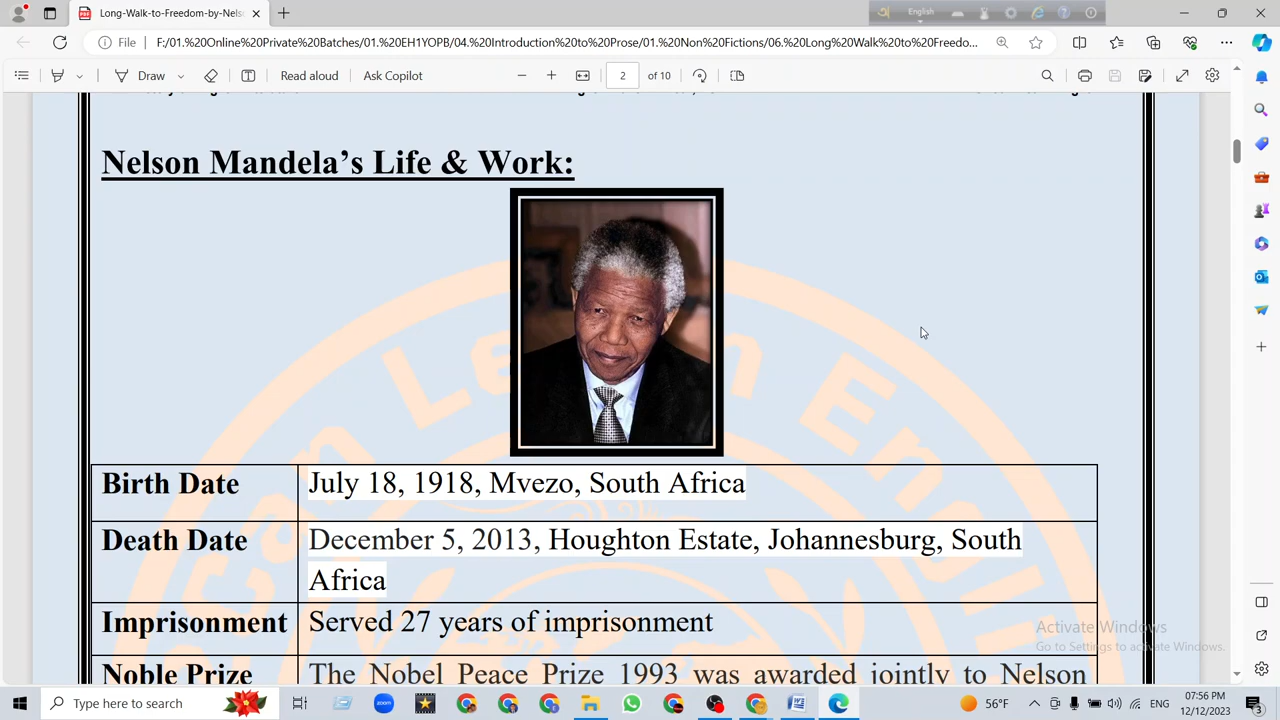 Long-Walk-to-Freedom-by-Nels
English
File
F:/01.%20Online%20Private%20Batches/01.%20EH1YOPB/04.%20Introduction%20to%20Prose/01.%20Non%20Fictions/06.%20Long%20Walk%20to%20Freedo...
Draw
Read aloud
Ask Copilot
2
of 10
Nelson Mandela’s Life & Work:
Birth Date
July 18, 1918, Mvezo, South Africa
Death Date
December 5, 2013, Houghton Estate, Johannesburg, South
Africa
Imprisonment
Served 27 years of imprisonment
Noble Prize
The Nobel Peace Prize 1993 was awarded jointly to Nelson
Activate Windows
Go to Settings to activate Windows.
Type here to search
56°F
ENG
07:56 PM
12/12/2023
3